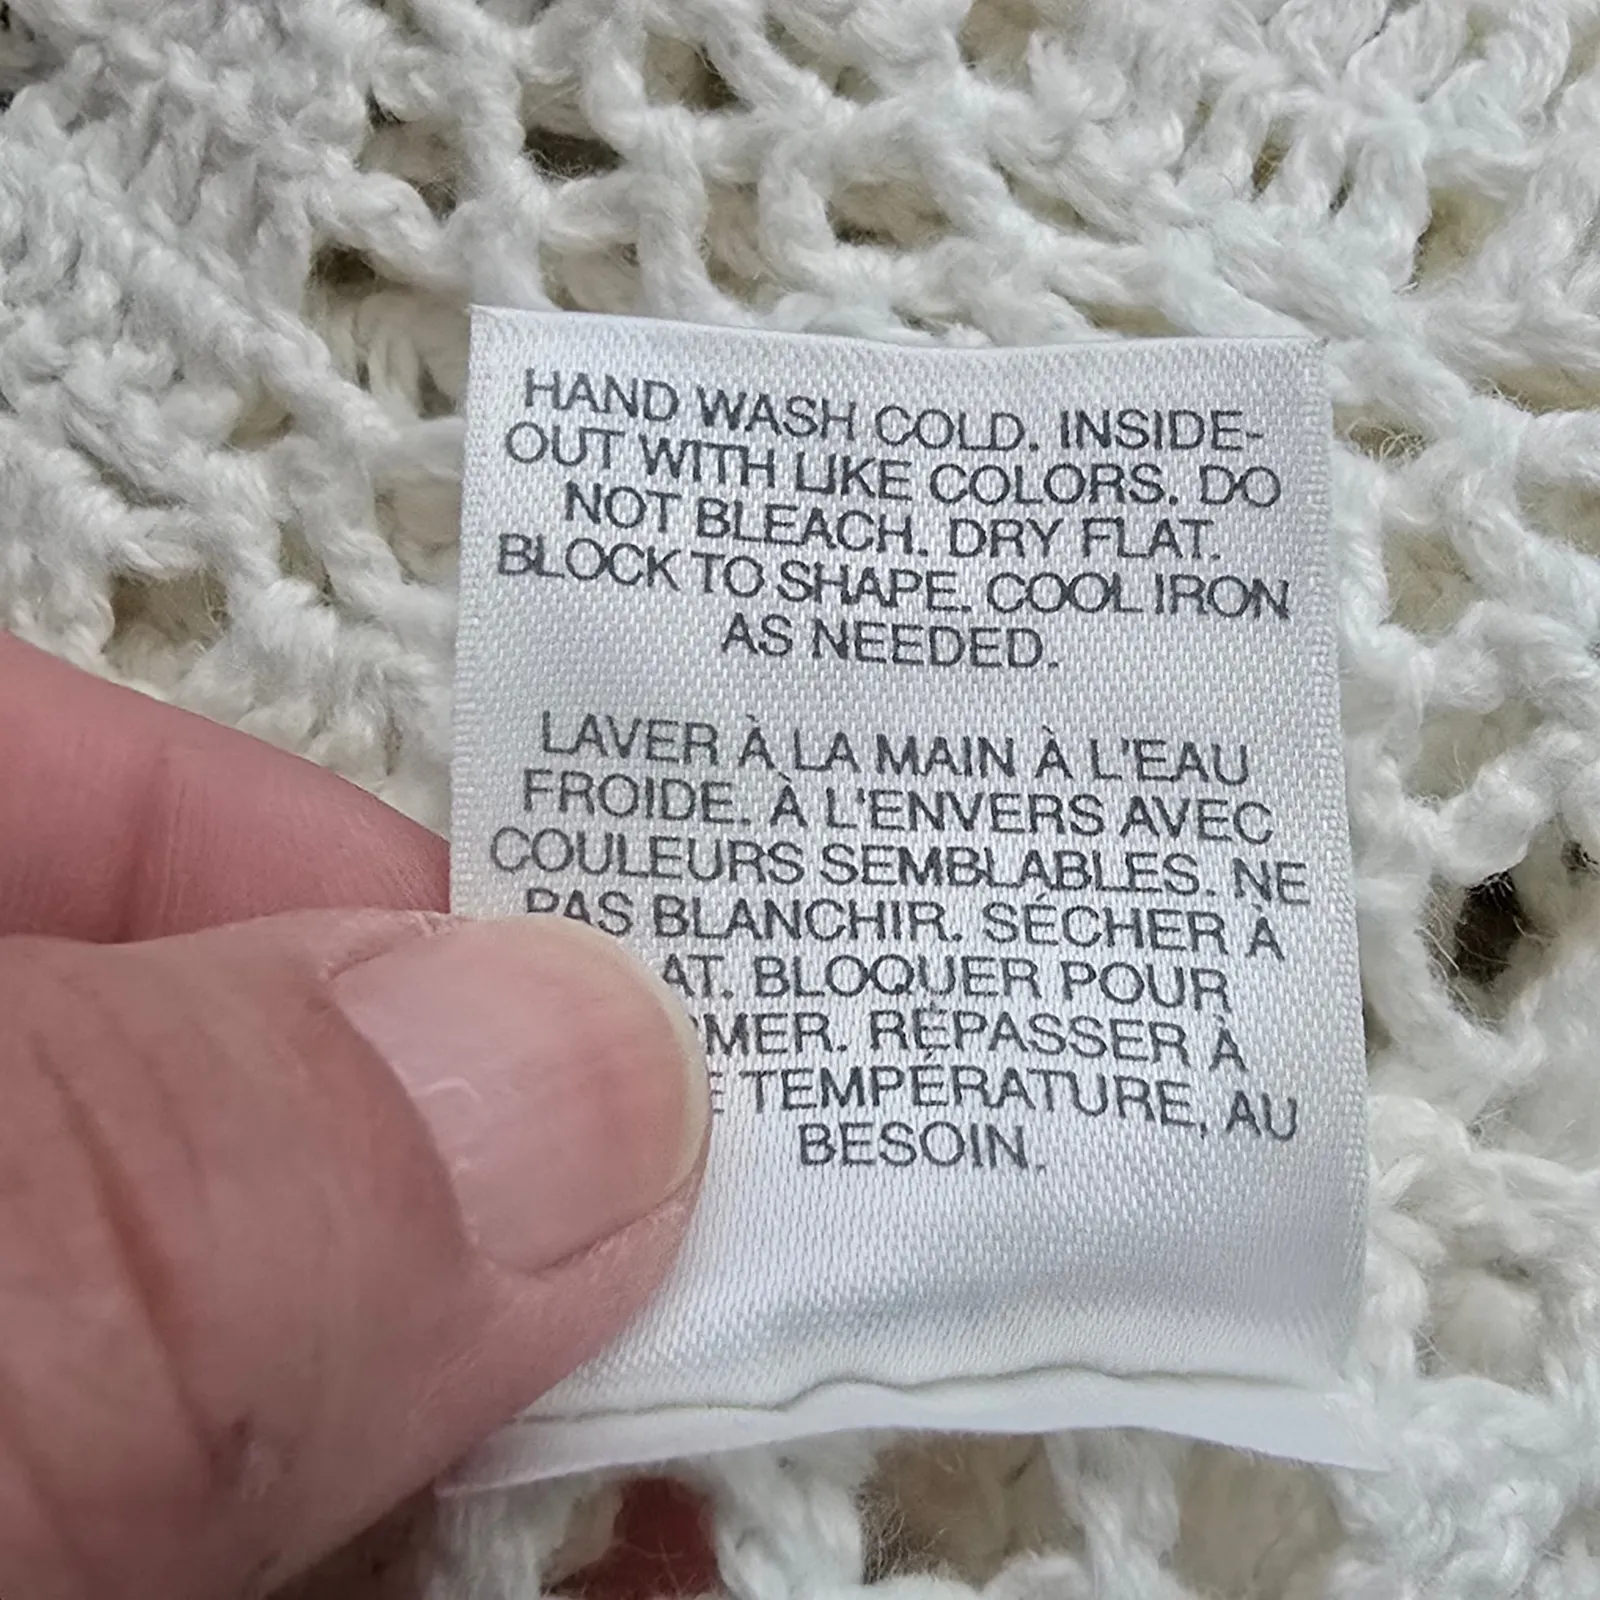 HAND WASH COLD. INSIDE-
OUT WITH LIKE COLORS. DO
NOT BLEACH. DRY FLAT.
BLOCK TO SHAPE. COOL IRON
AS NEEDED.
LAVER À LA MAIN À L'EAU
FROIDE. À L'ENVERS AVEC
COULEURS SEMBLABLES. NE
PAS BLANCHIR. SÉCHER À
BLOQUER POUR
RÉPASSER À
TEMPÉRATURE, AU
BESOIN.